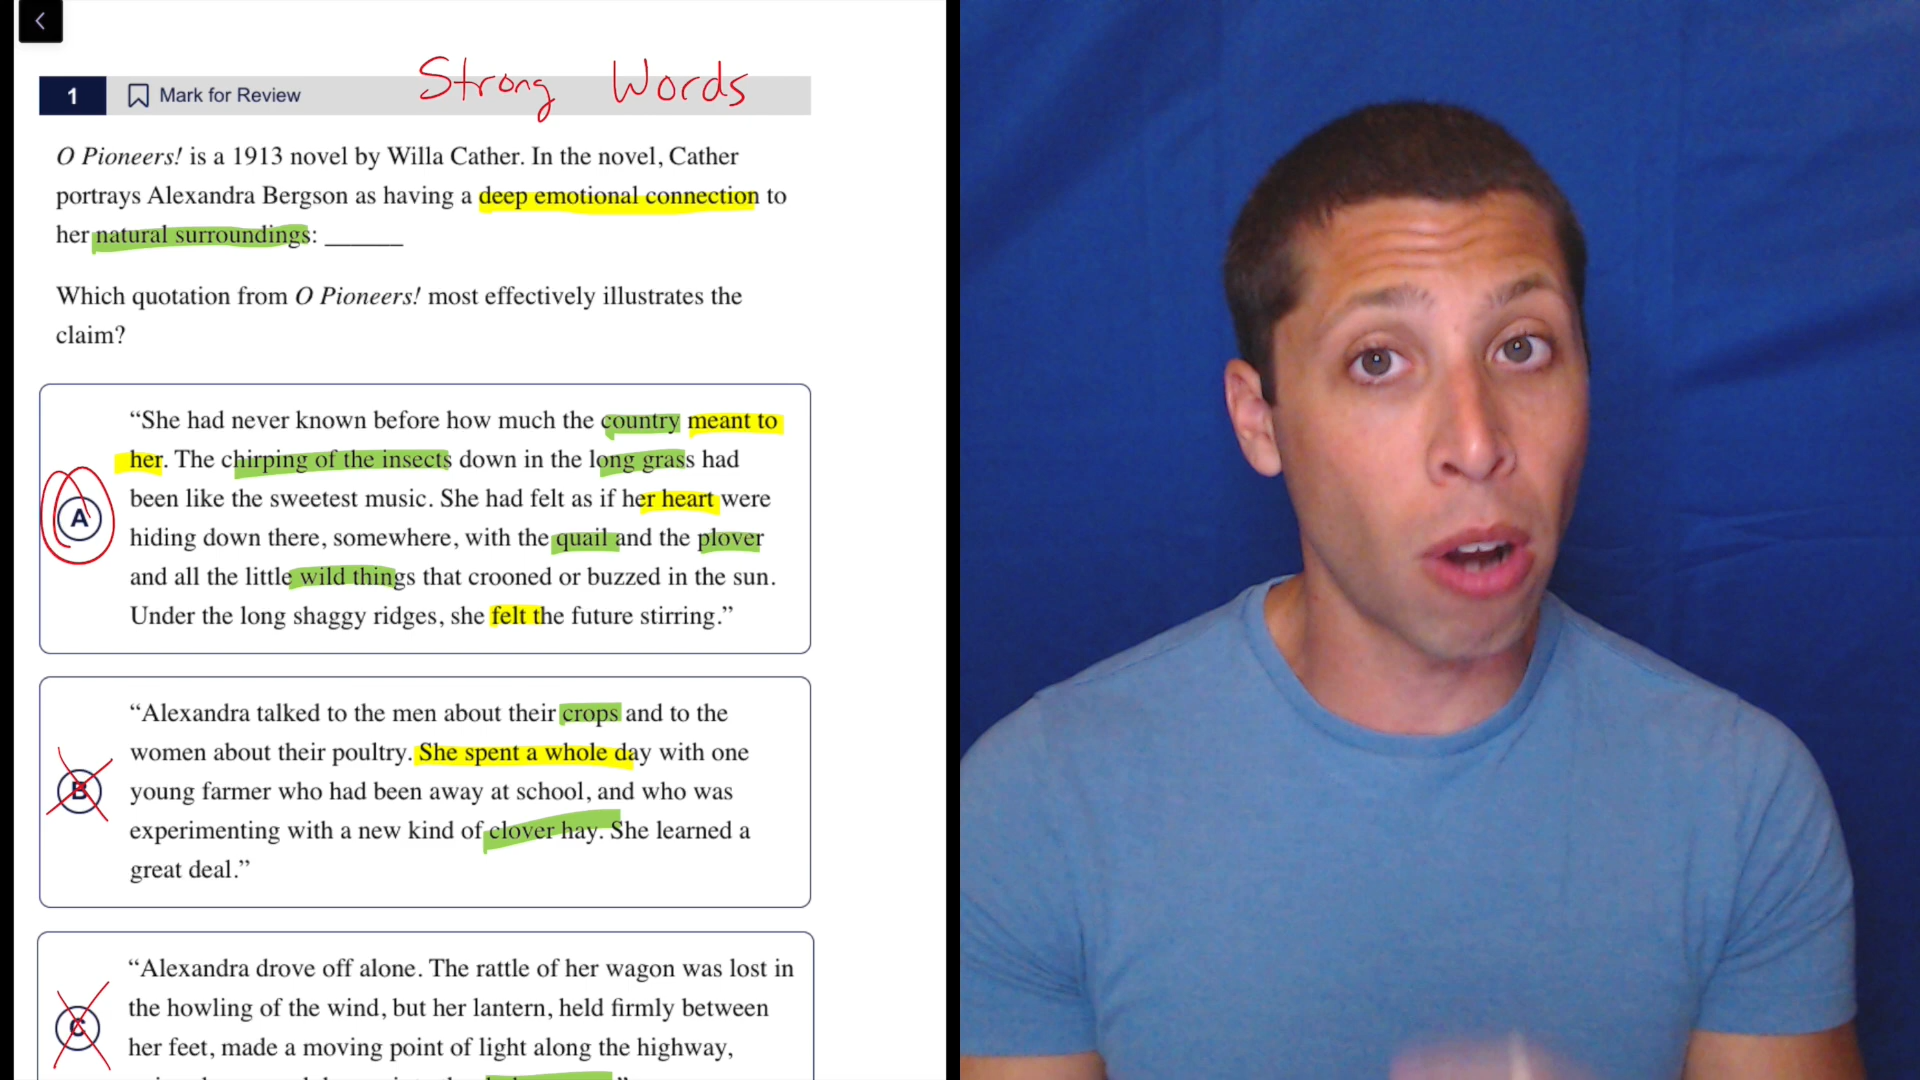 Strong Words
1 Mark for Review
O Pioneers! is a 1913 novel by Willa Cather. In the novel, Cather
portrays Alexandra Bergson as having a deep emotional connection to
her natural surroundings: ______
Which quotation from O Pioneers! most effectively illustrates the
claim?
A
“She had never known before how much the country meant to
her. The chirping of the insects down in the long grass had
been like the sweetest music. She had felt as if her heart were
hiding down there, somewhere, with the quail and the plover
and all the little wild things that crooned or buzzed in the sun.
Under the long shaggy ridges, she felt the future stirring.”
B
“Alexandra talked to the men about their crops and to the
women about their poultry. She spent a whole day with one
young farmer who had been away at school, and who was
experimenting with a new kind of clover hay. She learned a
great deal.”
C
“Alexandra drove off alone. The rattle of her wagon was lost in
the howling of the wind, but her lantern, held firmly between
her feet, made a moving point of light along the highway,